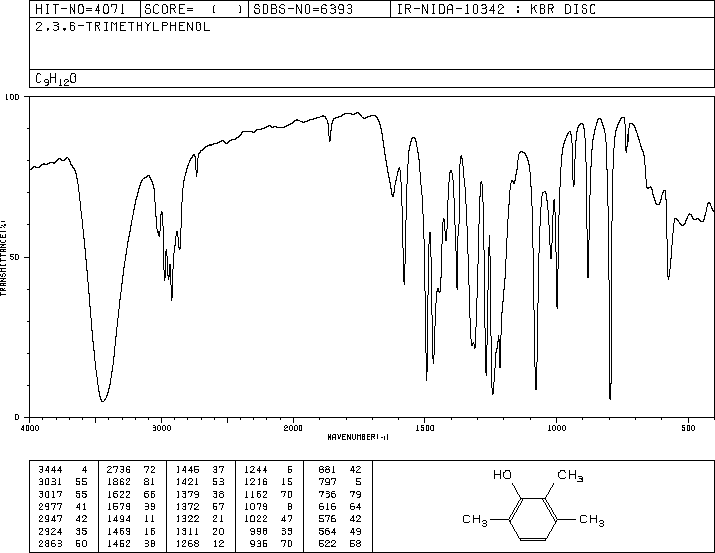 HIT-NO=4071 SCORE= ( ) SDBS-NO=6393 IR-NIDA-10342 : KBR DISC
2,3,6-TRIMETHYLPHENOL
C9H12O
100
50
0
TRANSMITTANCE(%)
4000 3000 2000 1500 1000 500
WAVENUMBER(-1)
3444 4 2736 72 1446 37 1244 6 881 42
3031 55 1862 81 1421 53 1216 15 797 5
3017 55 1622 66 1379 38 1162 70 736 79
2977 41 1579 39 1372 67 1079 8 616 64
2947 42 1494 11 1322 21 1022 47 576 42
2924 35 1469 16 1311 20 998 33 564 49
2863 50 1462 38 1268 12 936 70 522 58
HO CH3
CH3 CH3